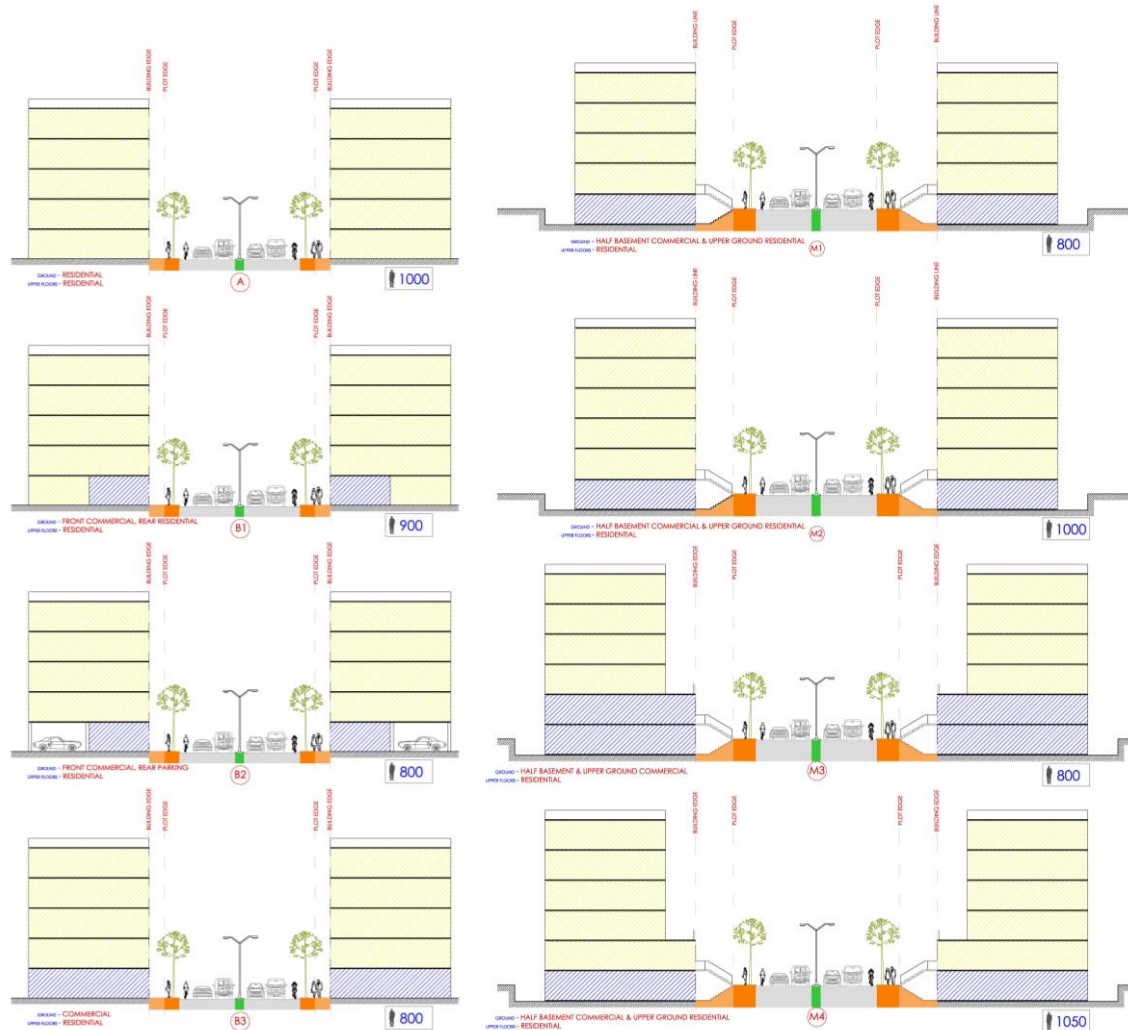 BUILDING EDGE
PLOT EDGE
PLOT EDGE
BUILDING EDGE
GROUND - RESIDENTIAL
UPPER FLOORS - RESIDENTIAL
A
1000
BUILDING EDGE
PLOT EDGE
PLOT EDGE
BUILDING EDGE
GROUND - FRONT COMMERCIAL, REAR RESIDENTIAL
UPPER FLOORS - RESIDENTIAL
B1
900
BUILDING EDGE
PLOT EDGE
PLOT EDGE
BUILDING EDGE
GROUND - FRONT COMMERCIAL, REAR PARKING
UPPER FLOORS - RESIDENTIAL
B2
800
BUILDING EDGE
PLOT EDGE
PLOT EDGE
BUILDING EDGE
GROUND - COMMERCIAL
UPPER FLOORS - RESIDENTIAL
B3
800
BUILDING LINE
PLOT EDGE
PLOT EDGE
BUILDING LINE
GROUND - HALF BASEMENT COMMERCIAL & UPPER GROUND RESIDENTIAL
UPPER FLOORS - RESIDENTIAL
M1
800
BUILDING LINE
PLOT EDGE
PLOT EDGE
BUILDING LINE
GROUND - HALF BASEMENT COMMERCIAL & UPPER GROUND RESIDENTIAL
UPPER FLOORS - RESIDENTIAL
M2
1000
BUILDING EDGE
PLOT EDGE
PLOT EDGE
BUILDING EDGE
GROUND - HALF BASEMENT & UPPER GROUND COMMERCIAL
UPPER FLOORS - RESIDENTIAL
M3
800
BUILDING EDGE
PLOT EDGE
PLOT EDGE
BUILDING EDGE
GROUND - HALF BASEMENT COMMERCIAL & UPPER GROUND RESIDENTIAL
UPPER FLOORS - RESIDENTIAL
M4
1050